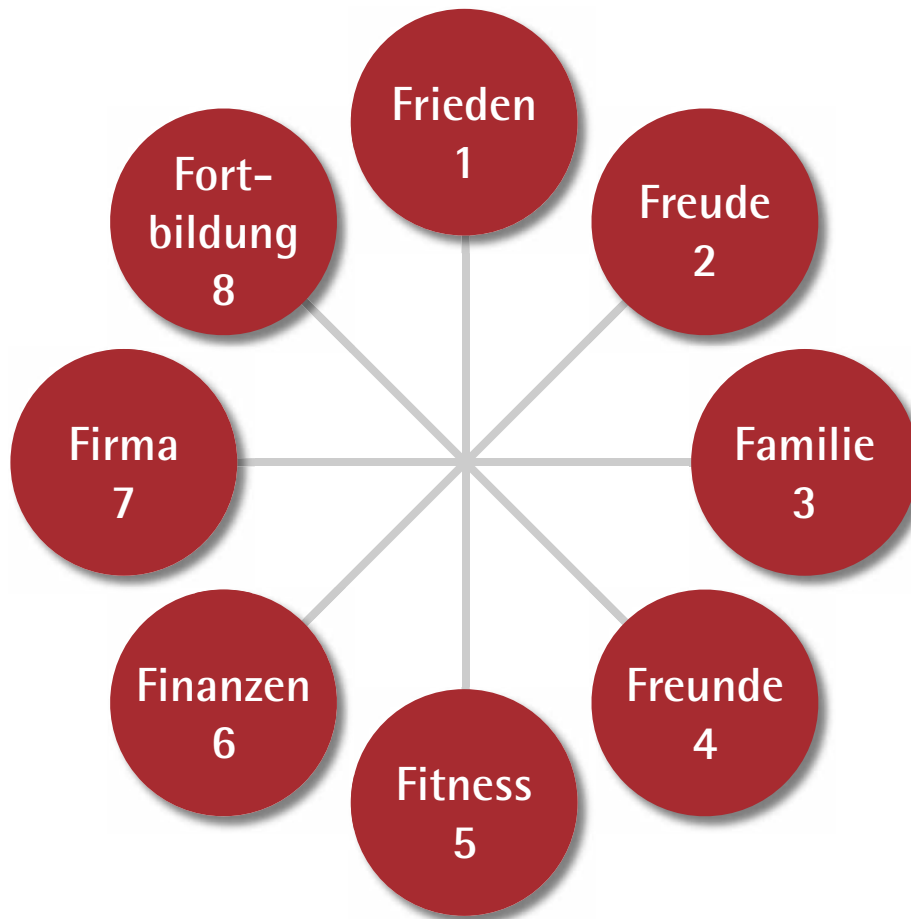 Frieden
1
Freude
2
Familie
3
Freunde
4
Fitness
5
Finanzen
6
Firma
7
Fort-
bildung
8